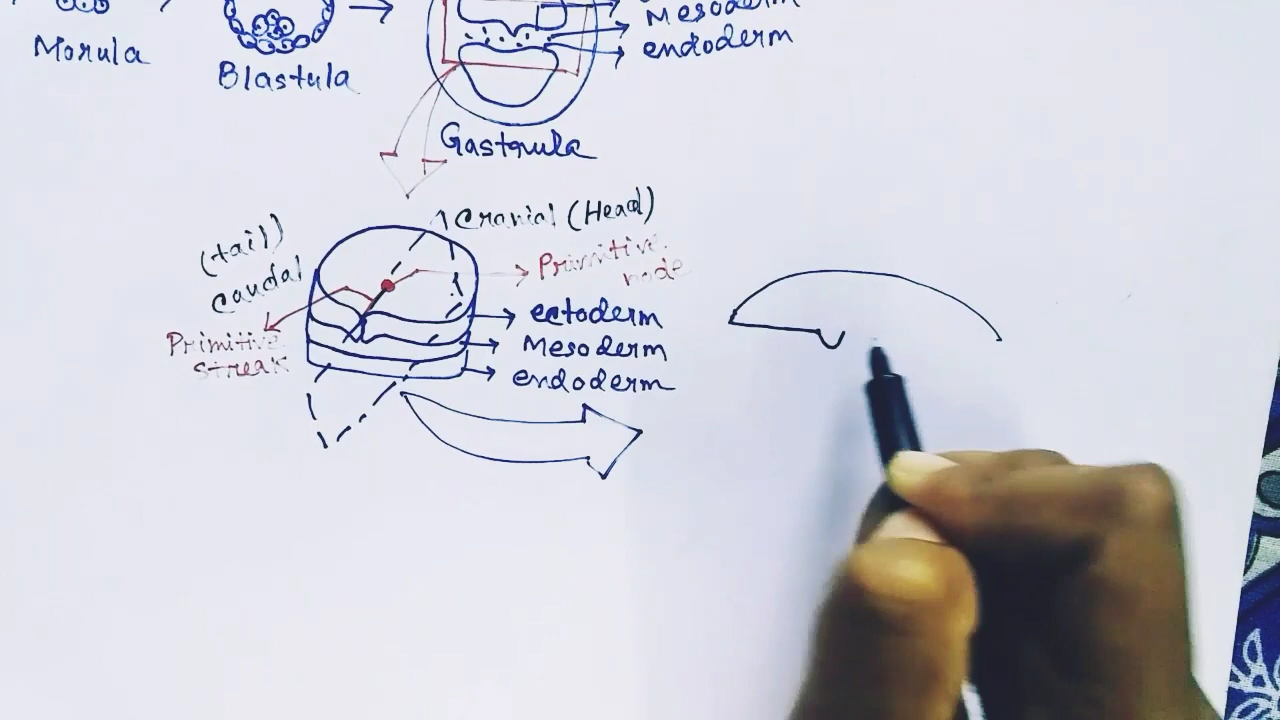 Mesoderm
endoderm
Morula
Blastula
Gastrula
Cranial (Head)
(tail)
Caudal
Primitive
node
Primitive
streak
ectoderm
Mesoderm
endoderm